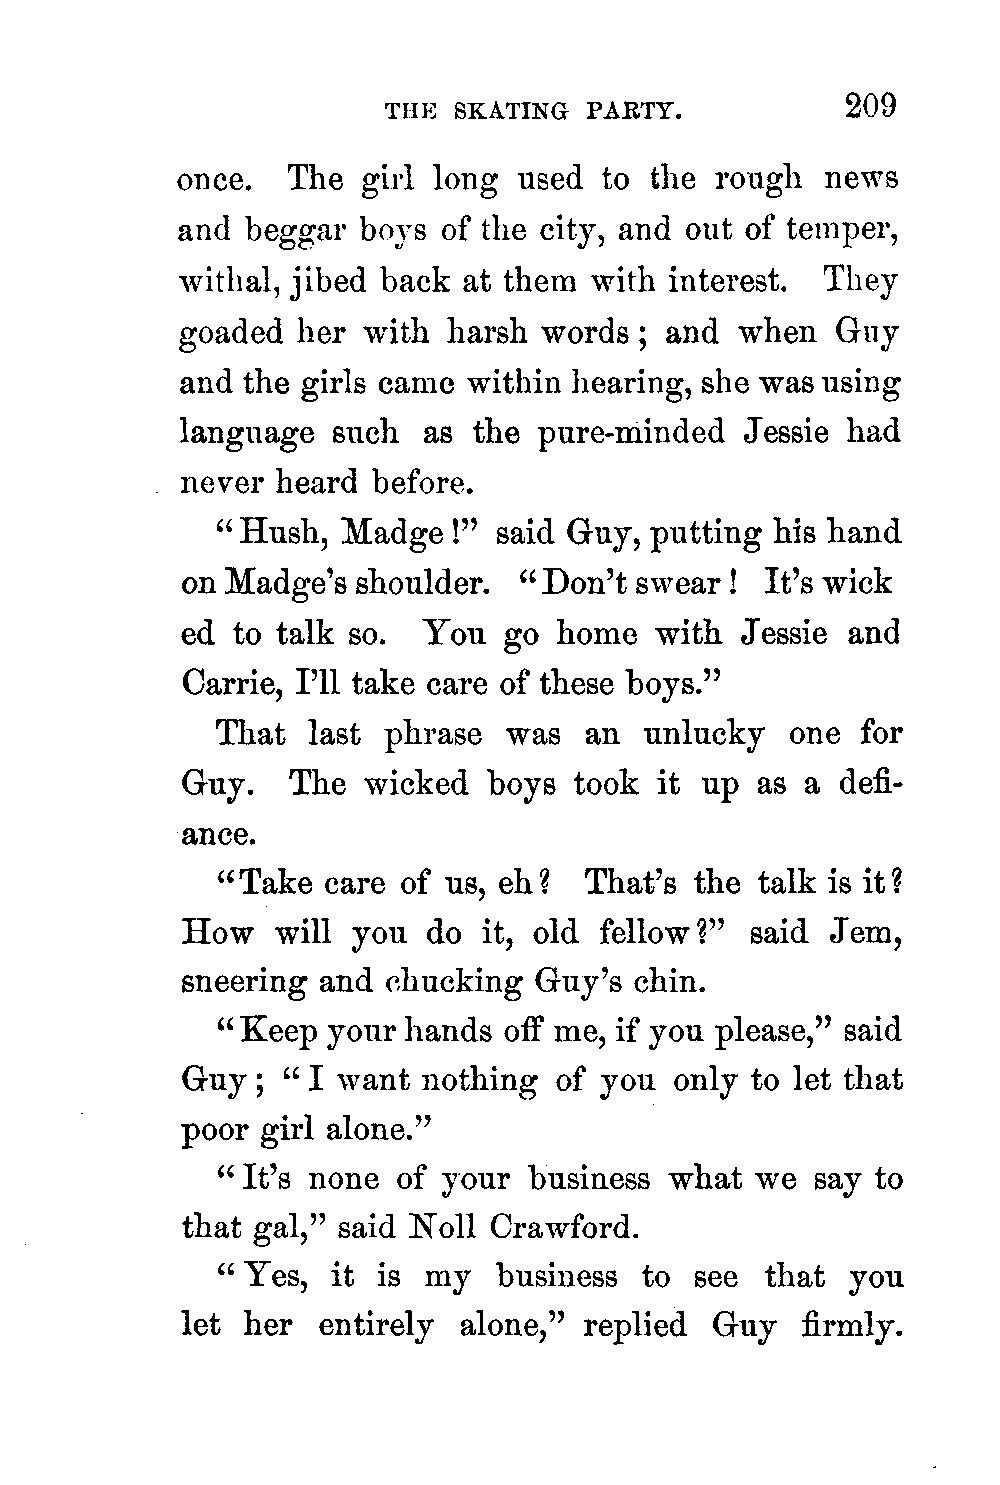 THE SKATING PARTY. 209
once. The girl long used to the rough news
and beggar boys of the city, and out of temper,
withal, jibed back at them with interest. They
goaded her with harsh words; and when Guy
and the girls came within hearing, she was using
language such as the pure-minded Jessie had
never heard before.
"Hush, Madge!" said Guy, putting his hand
on Madge's shoulder. "Don't swear! It's wick
ed to talk so. You go home with Jessie and
Carrie, I'll take care of these boys."
That last phrase was an unlucky one for
Guy. The wicked boys took it up as a defi-
ance.
"Take care of us, eh? That's the talk is it?
How will you do it, old fellow?" said Jem,
sneering and chucking Guy's chin.
"Keep your hands off me, if you please," said
Guy; "I want nothing of you only to let that
poor girl alone."
"It's none of your business what we say to
that gal," said Noll Crawford.
"Yes, it is my business to see that you
let her entirely alone," replied Guy firmly.